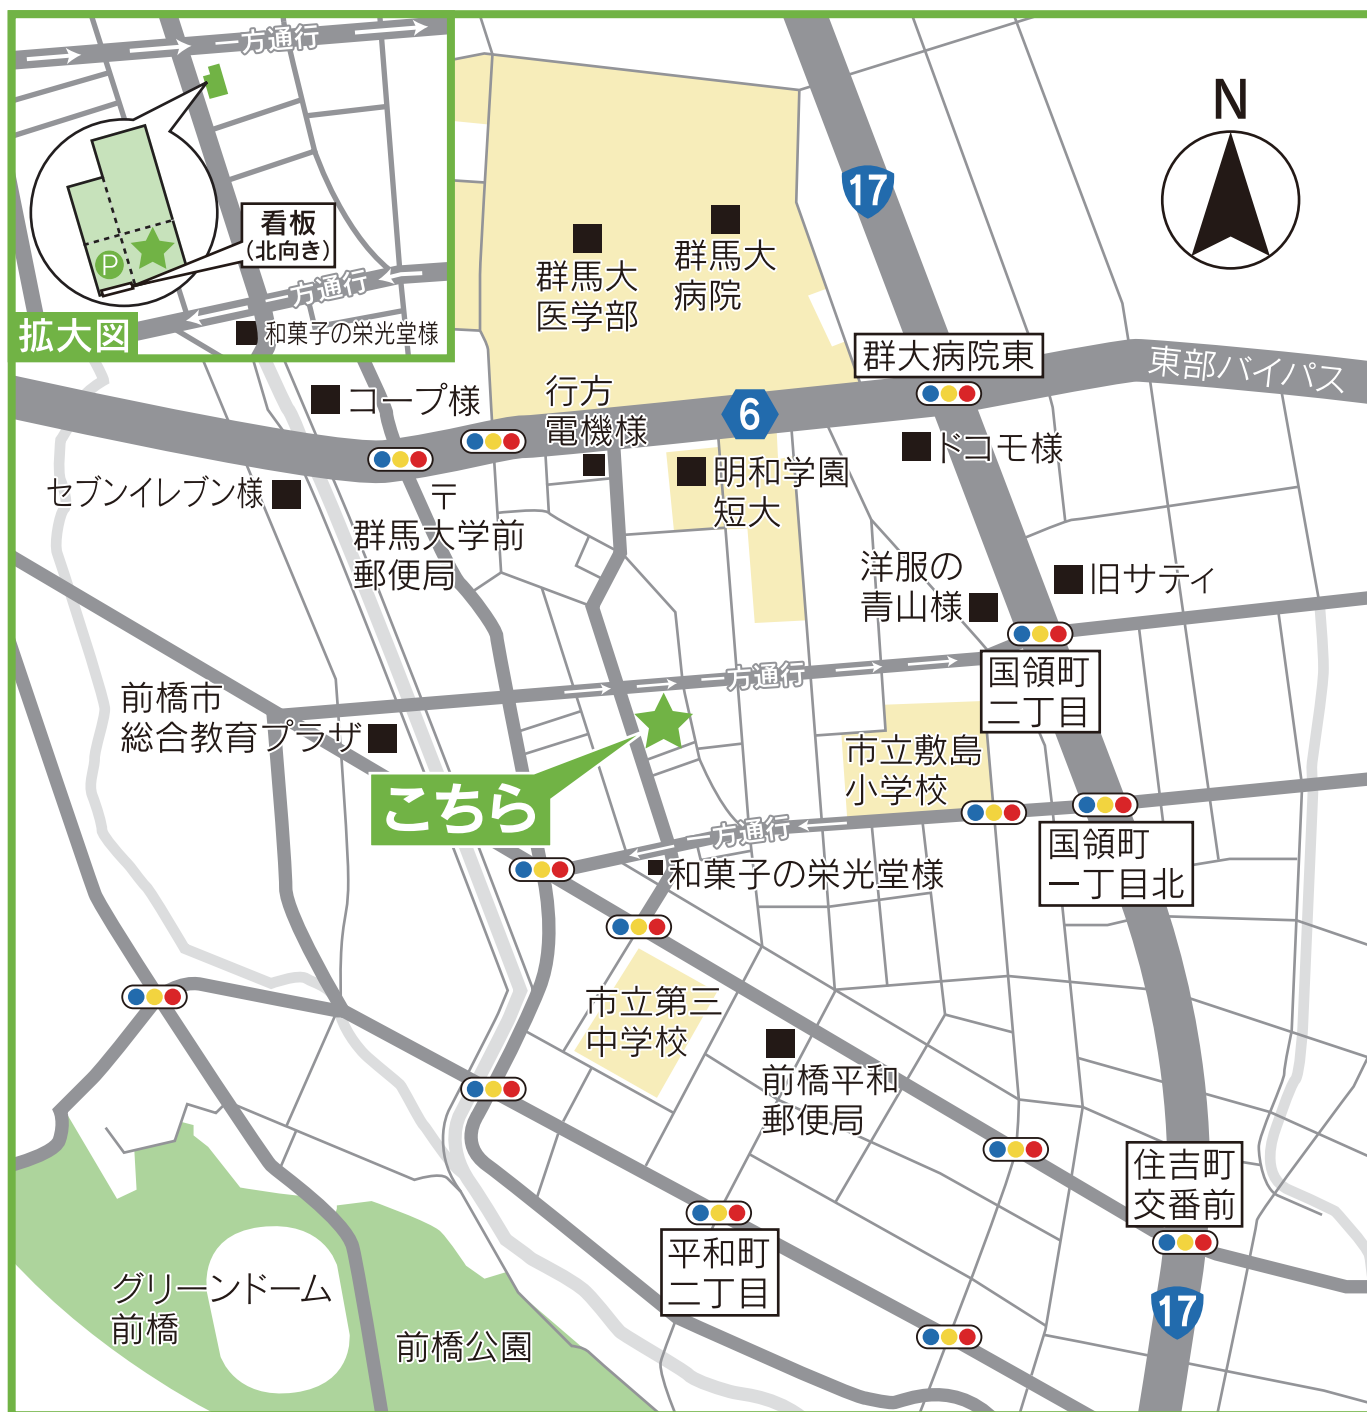 一方通行
看板
(北向き)
P
一方通行
和菓子の栄光堂様
拡大図
N
17
群馬大
医学部
群馬大
病院
群大病院東
東部バイパス
コープ様
行方
電機様
6
ドコモ様
セブンイレブン様
〒
群馬大学前
郵便局
明和学園
短大
洋服の
青山様
旧サティ
一方通行
国領町
二丁目
前橋市
総合教育プラザ
市立敷島
小学校
こちら
一方通行
国領町
一丁目北
和菓子の栄光堂様
市立第三
中学校
前橋平和
郵便局
住吉町
交番前
平和町
二丁目
グリーンドーム
前橋
前橋公園
17